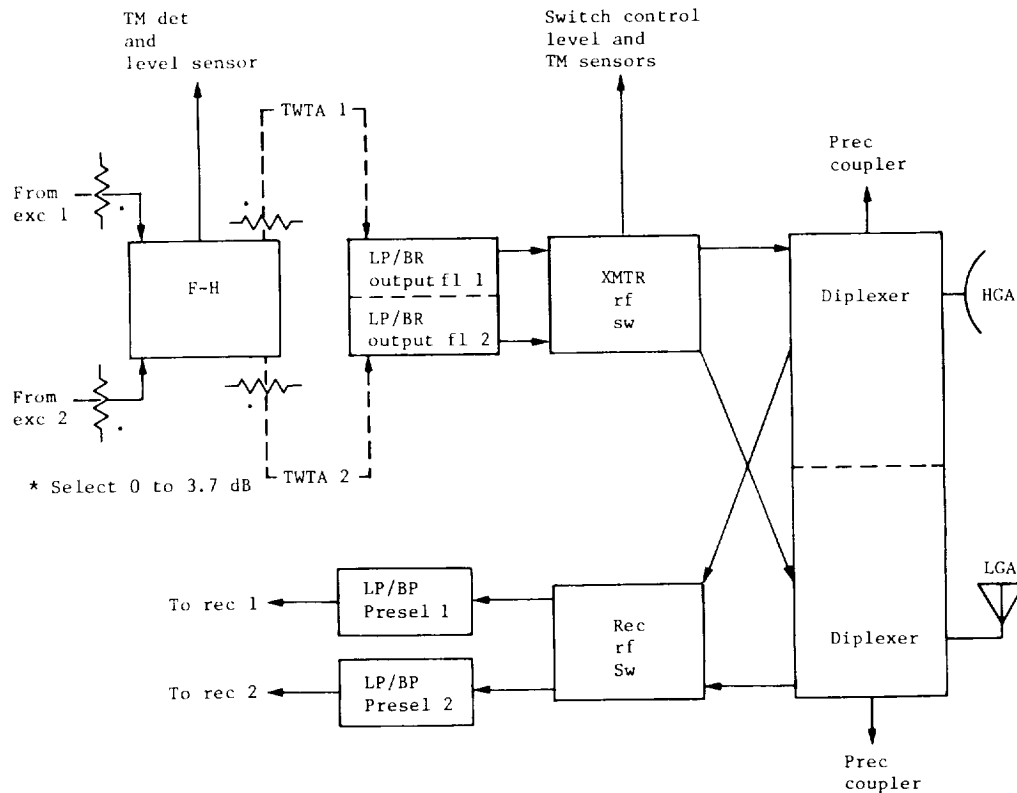 TM det
and
level sensor
Switch control
level and
TM sensors
TWTA 1
Prec
coupler
From
exc 1
*
*
F-H
LP/BR
output fl 1
LP/BR
output fl 2
XMTR
rf
sw
Diplexer
HGA
From
exc 2
*
*
TWTA 2
* Select 0 to 3.7 dB
To rec 1
LP/BP
Presel 1
To rec 2
LP/BP
Presel 2
Rec
rf
Sw
Diplexer
LGA
Prec
coupler